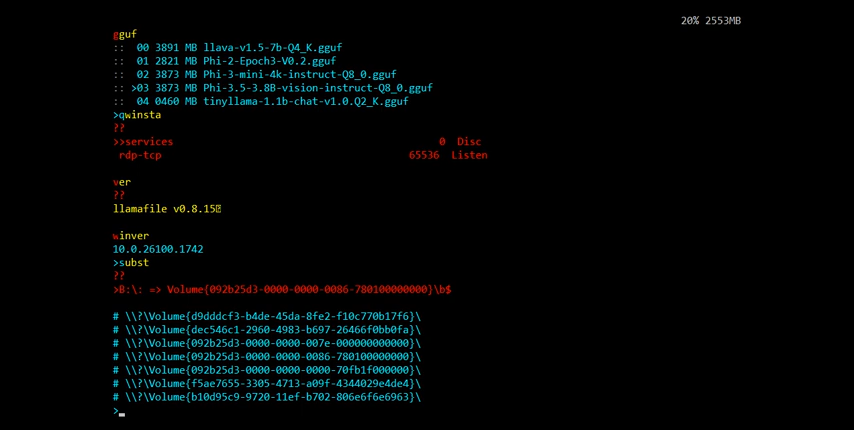 20% 2553MB
gguf
:: 00 3891 MB llava-v1.5-7b-Q4_K.gguf
:: 01 2821 MB Phi-2-Epoch3-V0.2.gguf
:: 02 3873 MB Phi-3-mini-4k-instruct-Q8_0.gguf
:: >03 3873 MB Phi-3.5-3.8B-vision-instruct-Q8_0.gguf
:: 04 0460 MB tinyllama-1.1b-chat-v1.0.Q2_K.gguf
>qwinsta
??
>>services 0 Disc
rdp-tcp 65536 Listen
ver
??
llamafile v0.8.15
winver
10.0.26100.1742
>subst
??
>B:\: => Volume{092b25d3-0000-0000-0086-780100000000}\b$
# \\?\Volume{d9dddcf3-b4de-45da-8fe2-f10c770b17f6}\
# \\?\Volume{dec546c1-2960-4983-b697-26466f0bb0fa}\
# \\?\Volume{092b25d3-0000-0000-007e-000000000000}\
# \\?\Volume{092b25d3-0000-0000-0086-780100000000}\
# \\?\Volume{092b25d3-0000-0000-0000-70fb1f000000}\
# \\?\Volume{f5ae7655-3305-4713-a09f-4344029e4de4}\
# \\?\Volume{b10d95c9-9720-11ef-b702-806e6f6e6963}\
>_